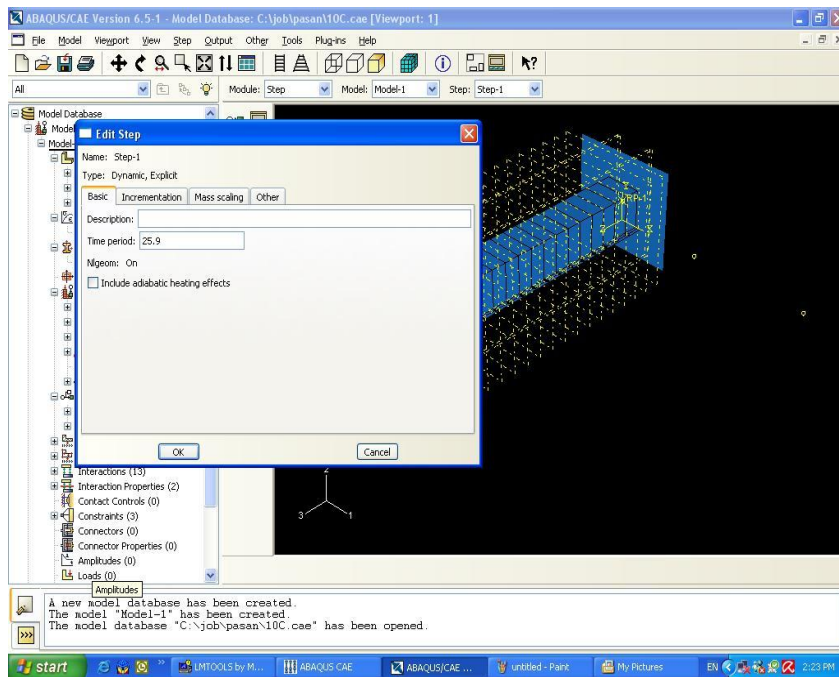 ABAQUS/CAE Version 6.5-1 - Model Database: C:\job\pasan\10C.cae [Viewport: 1]
File Model Viewport View Step Output Other Tools Plug-ins Help
All
Module: Step Model: Model-1 Step: Step-1
Model Database
Edit Step
Name: Step-1
Type: Dynamic, Explicit
Basic Incrementation Mass scaling Other
Description:
Time period: 25.9
Nlgeom: On
Include adiabatic heating effects
OK Cancel
RP-1
Interactions (13)
Interaction Properties (2)
Contact Controls (0)
Constraints (3)
Connectors (0)
Connector Properties (0)
Amplitudes (0)
Loads (0)
Amplitudes
2
3 1
A new model database has been created.
The model "Model-1" has been created.
The model database "C:\job\pasan\10C.cae" has been opened.
start LMTOOLS by M... ABAQUS CAE ABAQUS/CAE ... untitled - Paint My Pictures EN 2:23 PM